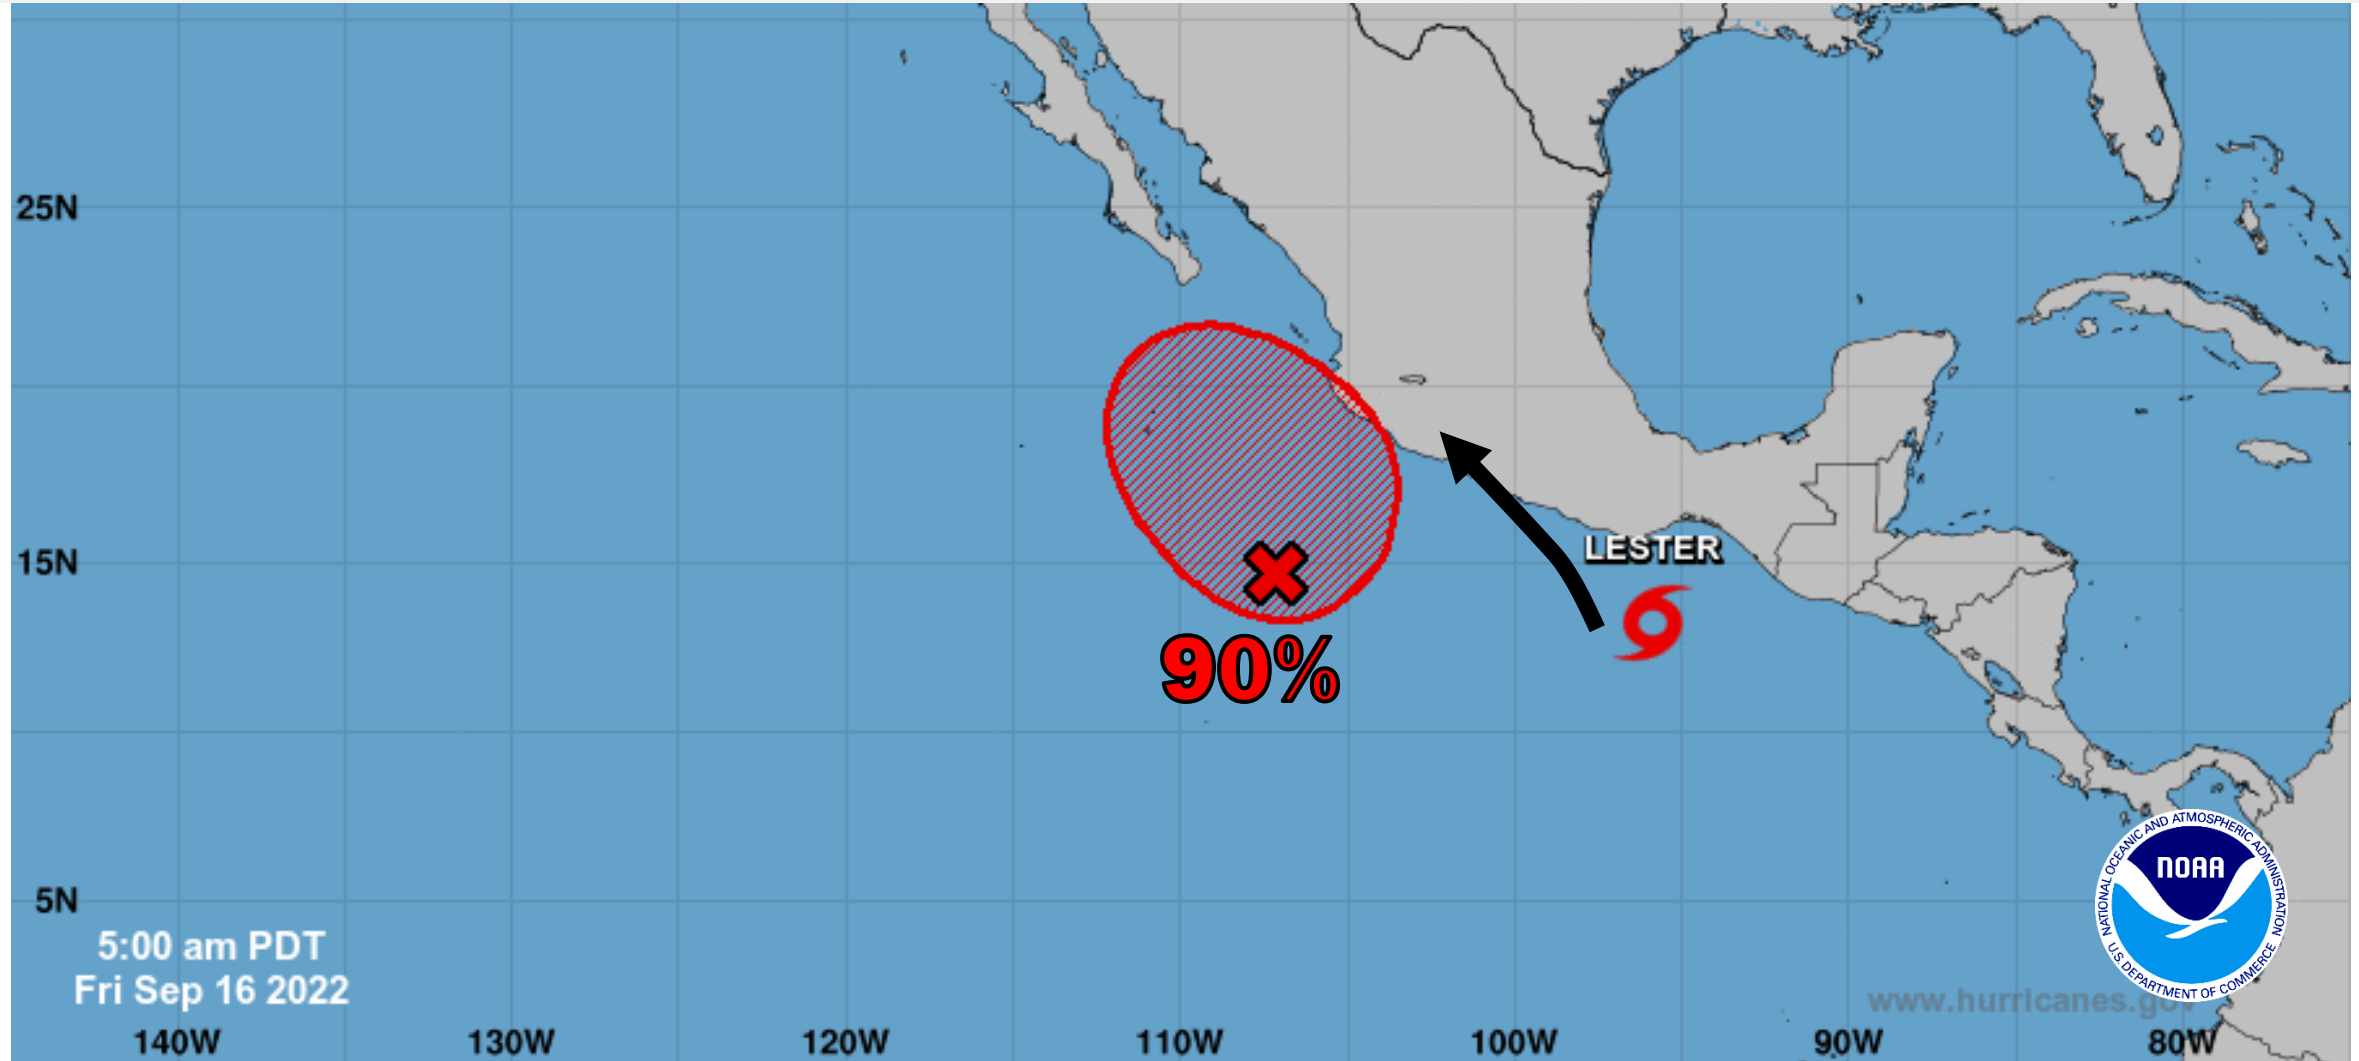 25N
LESTER
15N
90%
5N
5:00 am PDT
Fri Sep 16 2022
NATIONAL OCEANIC AND ATMOSPHERIC ADMINISTRATION
NOAA
U.S. DEPARTMENT OF COMMERCE
www.hurricanes.gov
140W 130W 120W 110W 100W 90W 80W